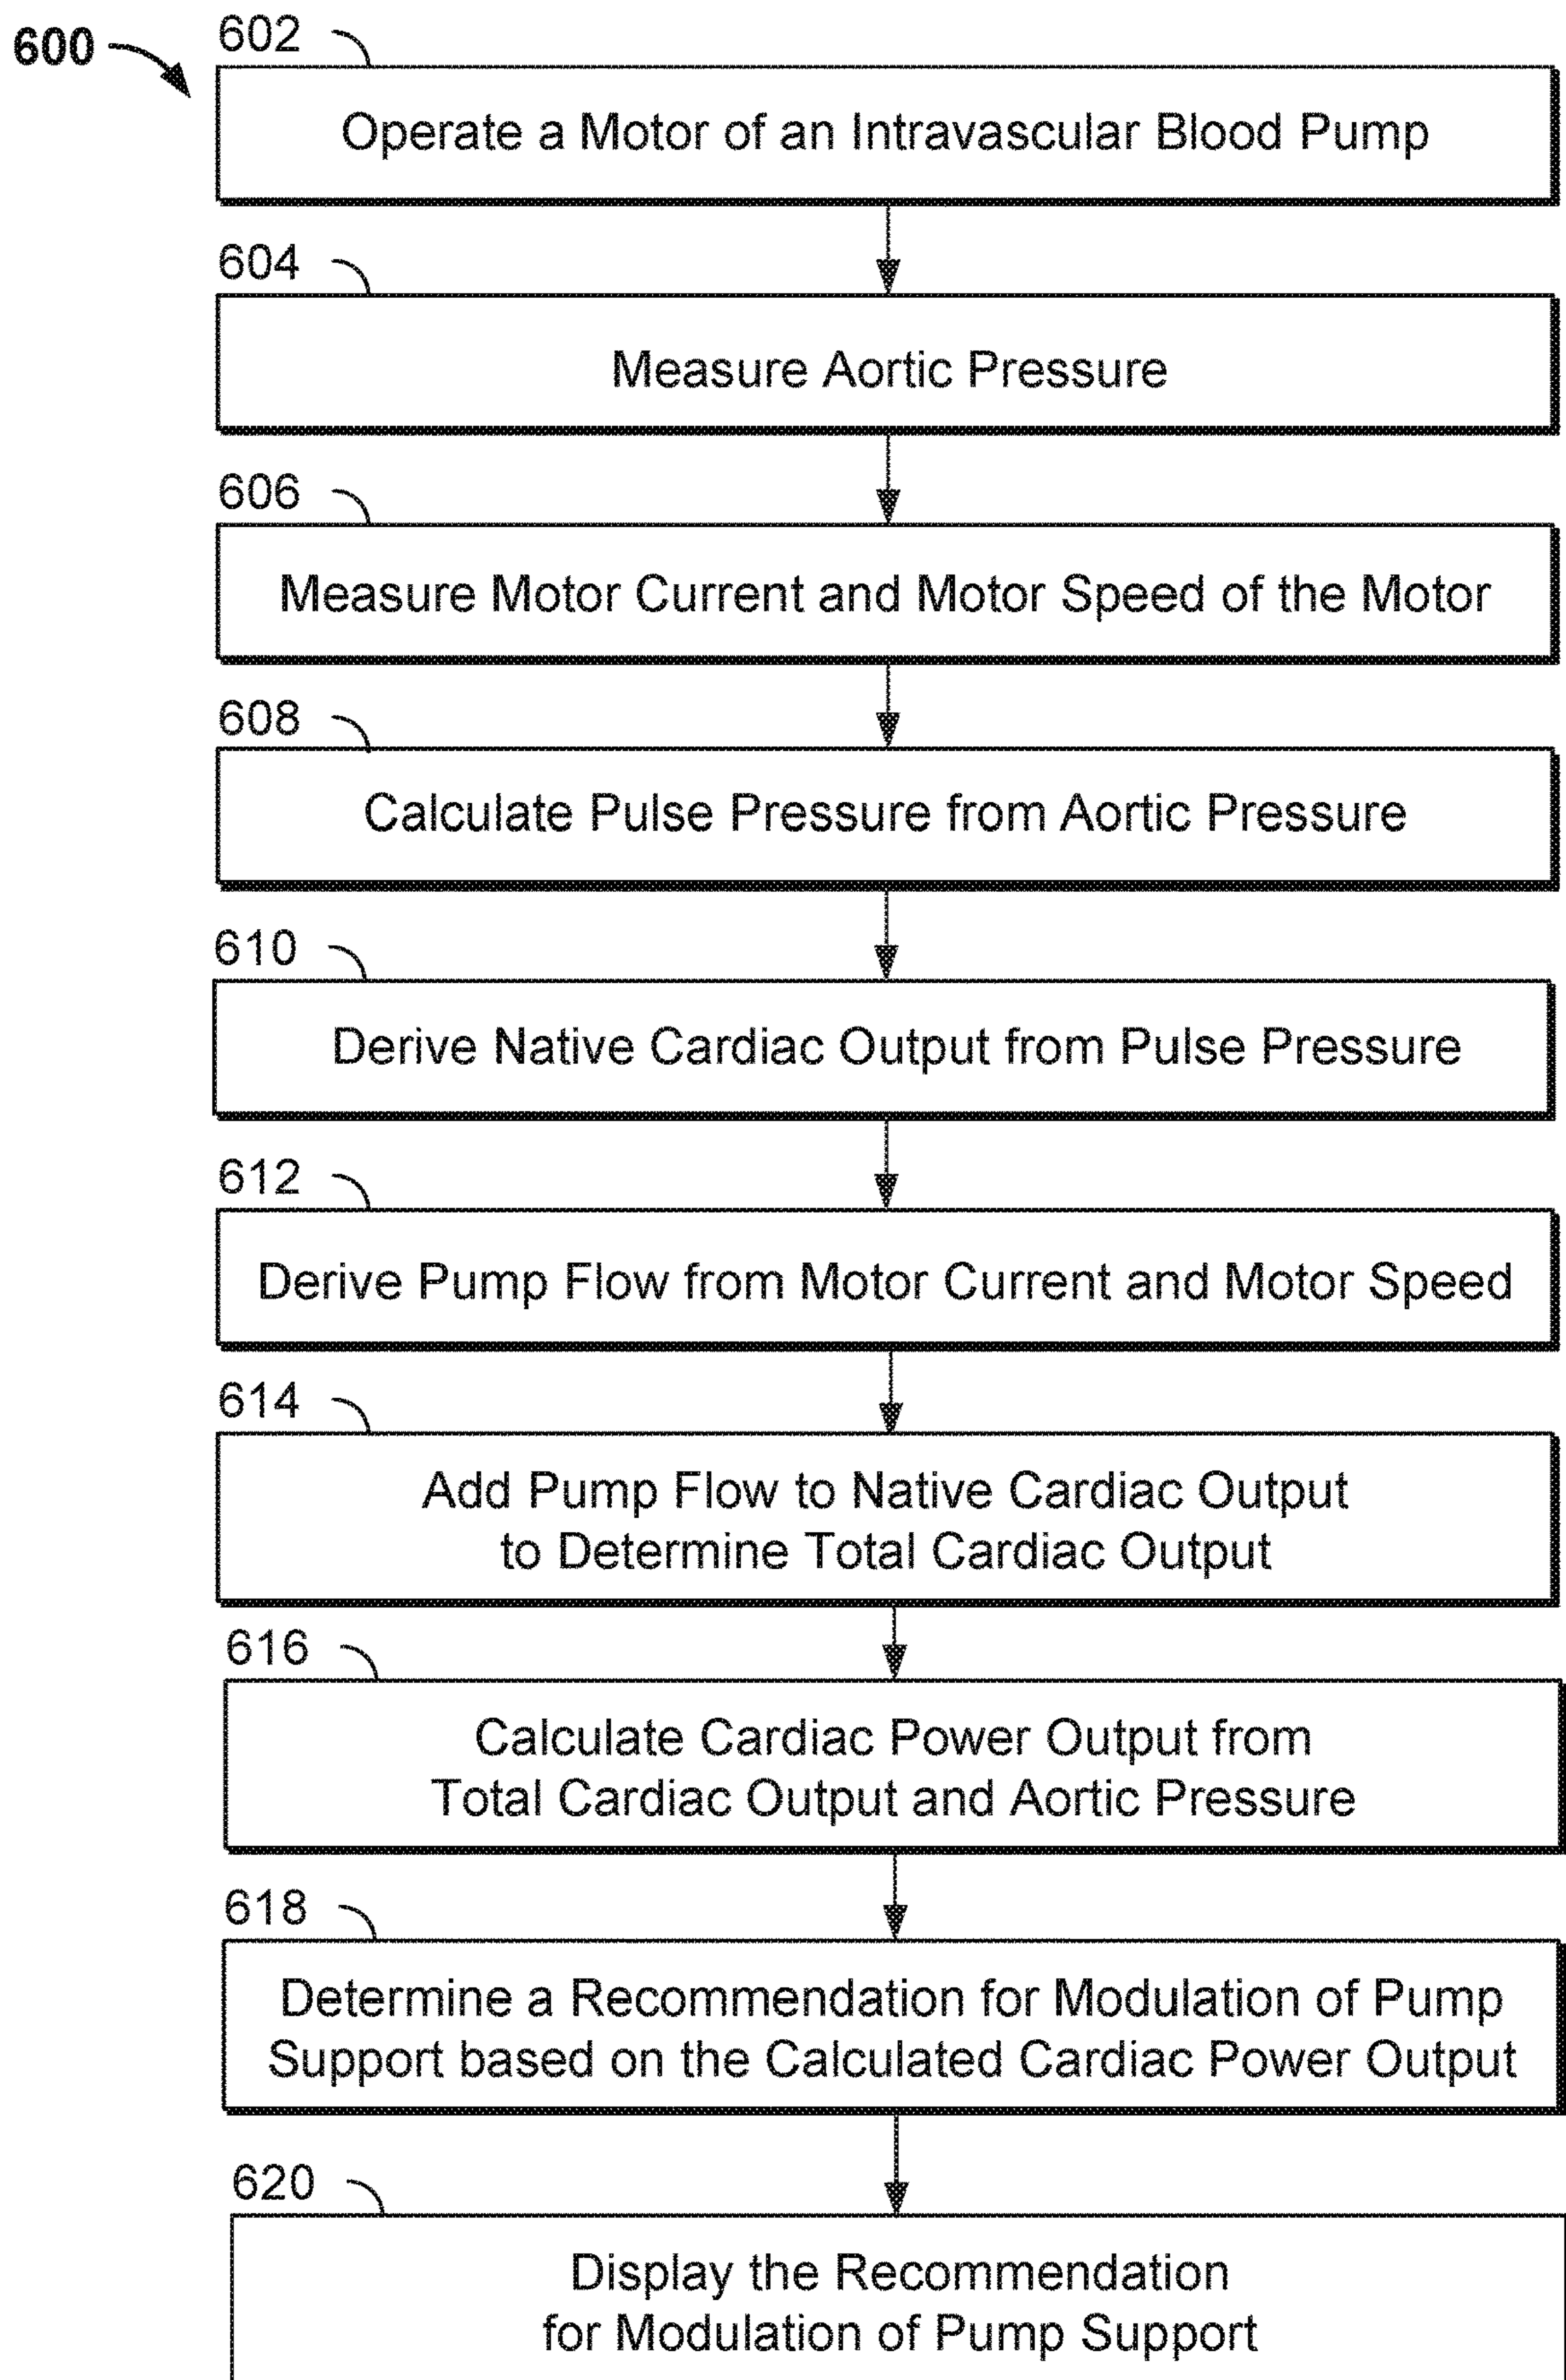 600
602
Operate a Motor of an Intravascular Blood Pump
604
Measure Aortic Pressure
606
Measure Motor Current and Motor Speed of the Motor
608
Calculate Pulse Pressure from Aortic Pressure
610
Derive Native Cardiac Output from Pulse Pressure
612
Derive Pump Flow from Motor Current and Motor Speed
614
Add Pump Flow to Native Cardiac Output
to Determine Total Cardiac Output
616
Calculate Cardiac Power Output from
Total Cardiac Output and Aortic Pressure
618
Determine a Recommendation for Modulation of Pump
Support based on the Calculated Cardiac Power Output
620
Display the Recommendation
for Modulation of Pump Support